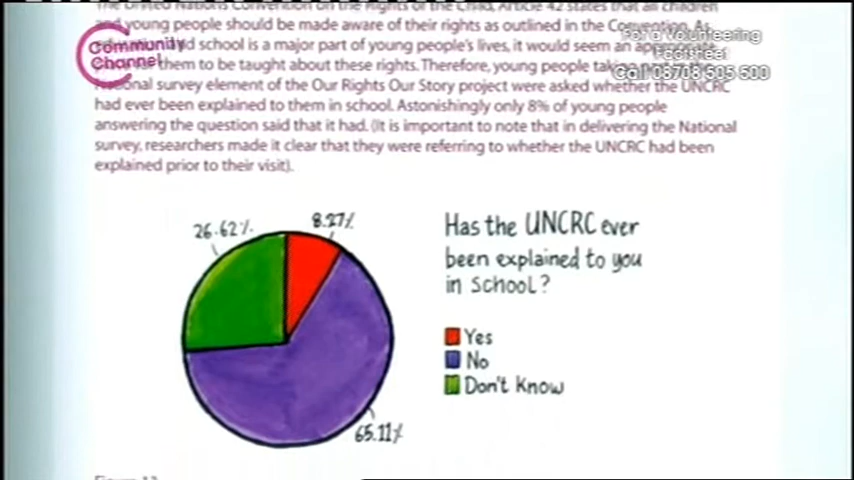 The United Nations Convention on the Rights of the Child, Article 42 states that all children
and young people should be made aware of their rights as outlined in the Convention. As
school is a major part of young people's lives, it would seem an
for them to be taught about these rights. Therefore, young people
survey element of the Our Rights Our Story project were asked whether the UNCRC
had ever been explained to them in school. Astonishingly only 8% of young people
answering the question said that it had. (It is important to note that in delivering the National
survey, researchers made it clear that they were referring to whether the UNCRC had been
explained prior to their visit).
Community
Channel
For a Volunteering
Factsheet
Call 08708 505 500
26.62%
8.27%
65.11%
Has the UNCRC ever
been explained to you
in school?
Yes
No
Don't Know